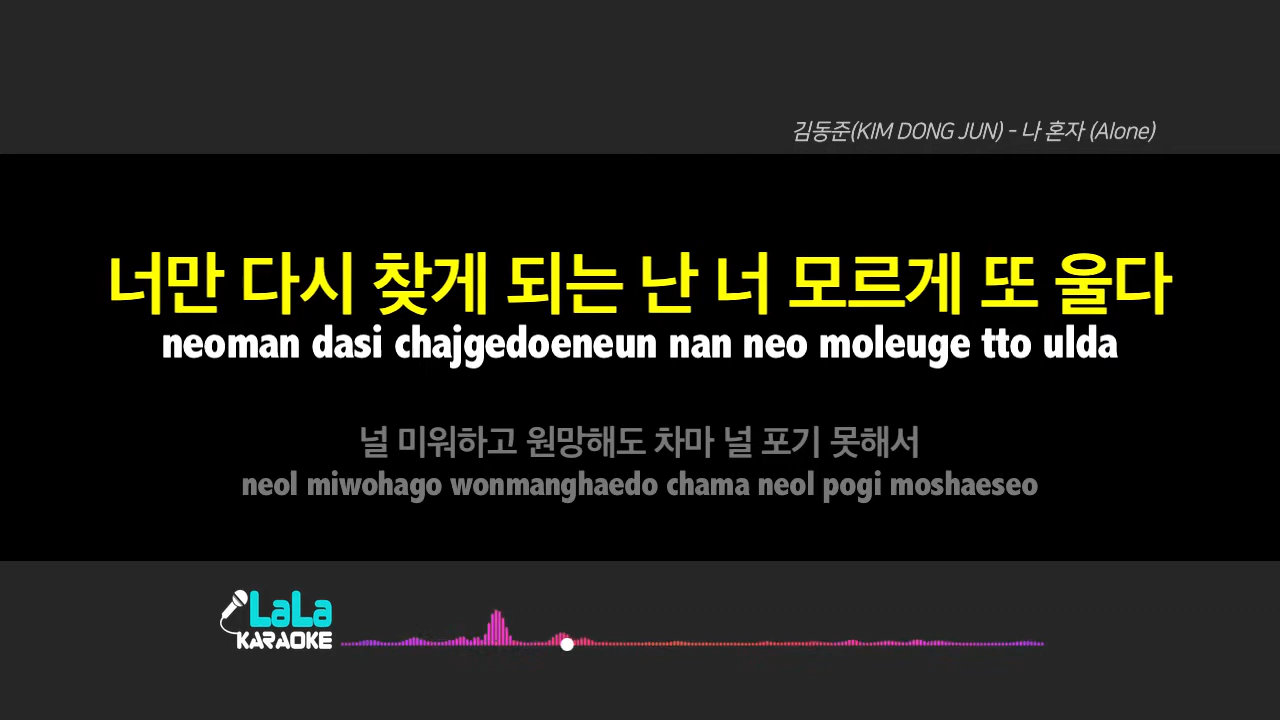 김동준(KIM DONG JUN) - 나 혼자 (Alone)
너만 다시 찾게 되는 난 너 모르게 또 울다
neoman dasi chajgedoeneun nan neo moleuge tto ulda
널 미워하고 원망해도 차마 널 포기 못해서
neol miwohago wonmanghaedo chama neol pogi moshaeseo
LaLa
KARAOKE